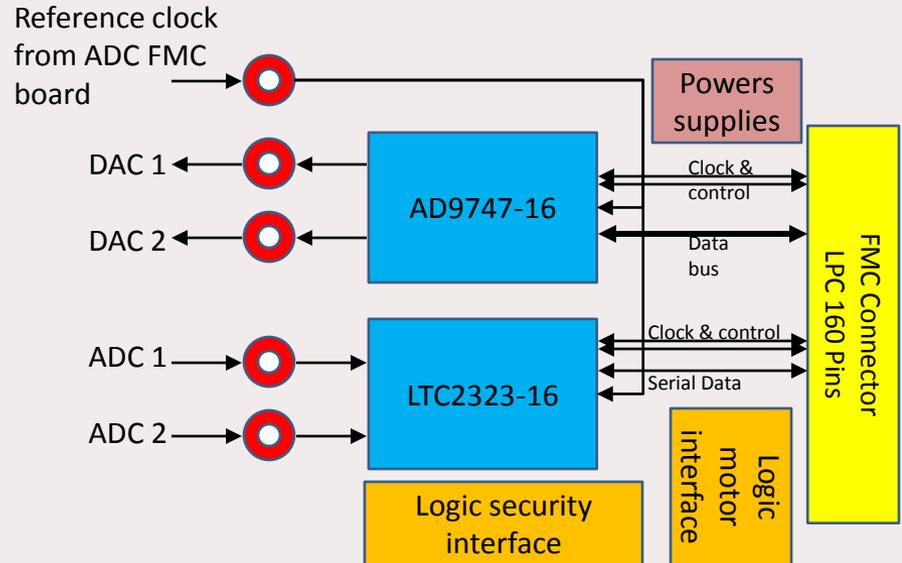 Reference clock
from ADC FMC
board
Powers
supplies
DAC 1
DAC 2
AD9747-16
Clock &
control
Data
bus
FMC Connector
LPC 160 Pins
ADC 1
ADC 2
LTC2323-16
Clock & control
Serial Data
Logic
motor
interface
Logic security
interface